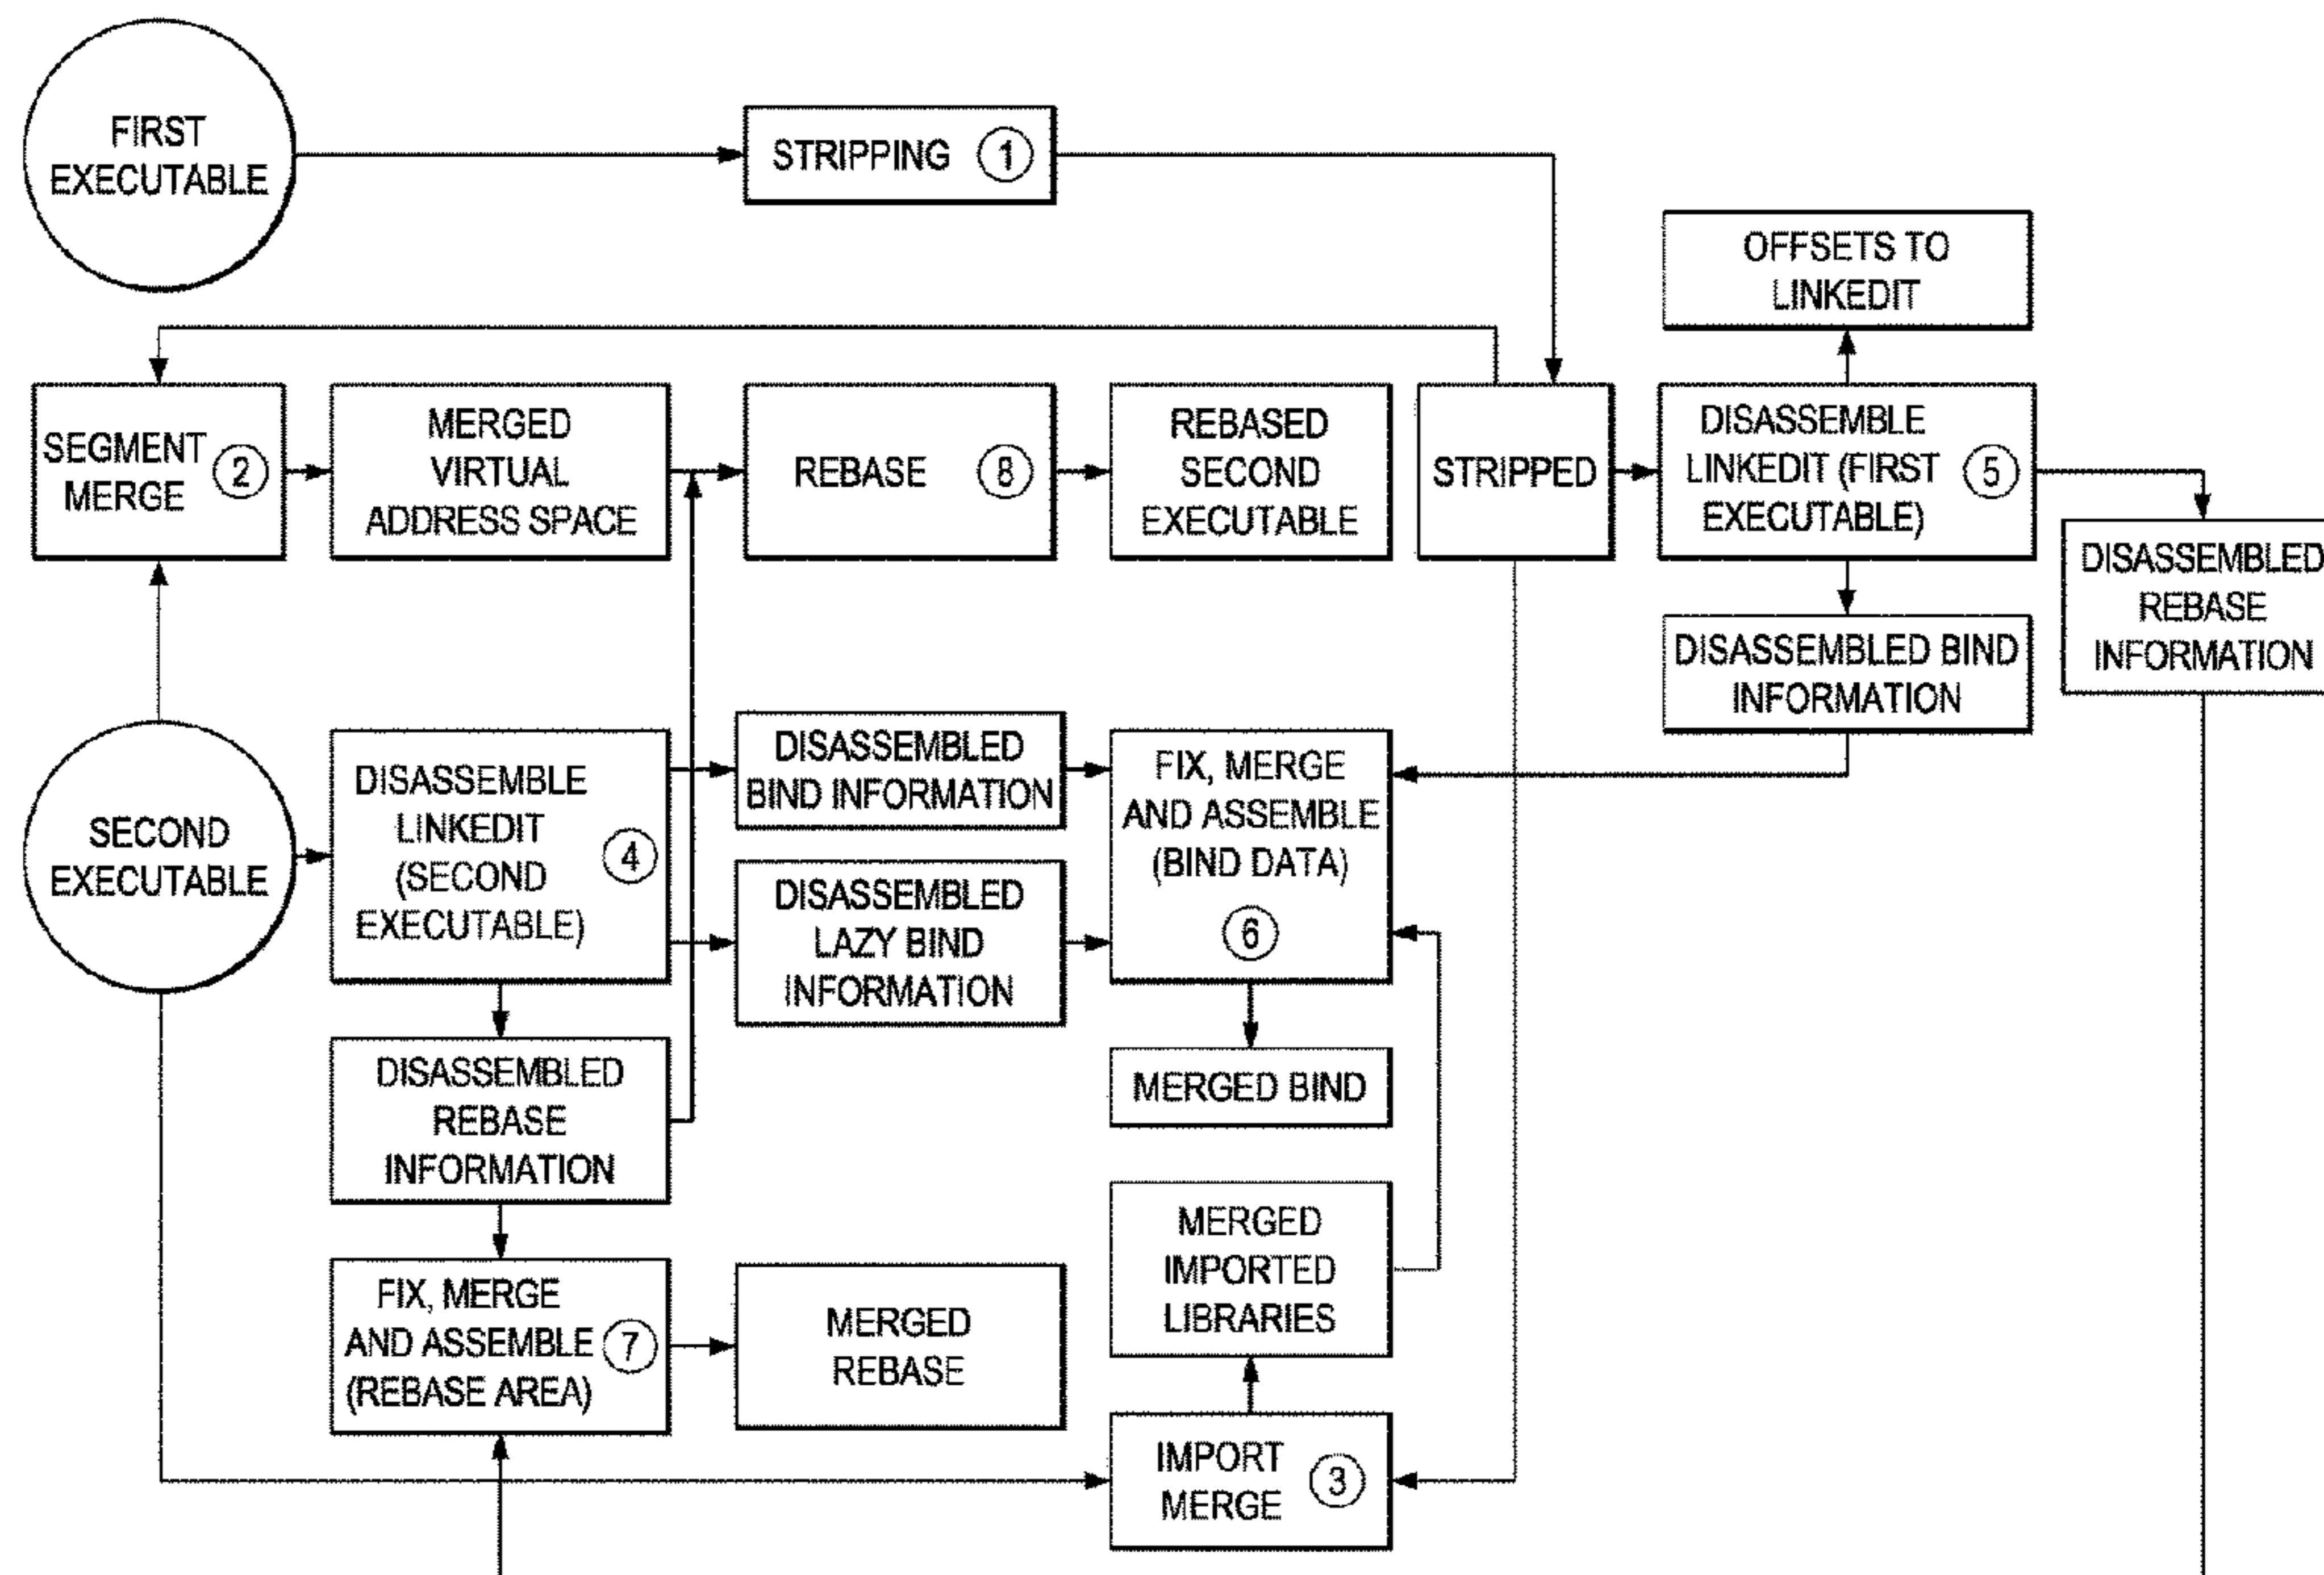 FIRST
EXECUTABLE
STRIPPING 1
OFFSETS TO
LINKEDIT
SEGMENT
MERGE 2
MERGED
VIRTUAL
ADDRESS SPACE
REBASE 8
REBASED
SECOND
EXECUTABLE
STRIPPED
DISASSEMBLE
LINKEDIT (FIRST
EXECUTABLE) 5
DISASSEMBLED
REBASE
INFORMATION
DISASSEMBLED BIND
INFORMATION
SECOND
EXECUTABLE
DISASSEMBLE
LINKEDIT
(SECOND
EXECUTABLE) 4
DISASSEMBLED
BIND INFORMATION
DISASSEMBLED
LAZY BIND
INFORMATION
FIX, MERGE
AND ASSEMBLE
(BIND DATA)
6
DISASSEMBLED
REBASE
INFORMATION
MERGED BIND
FIX, MERGE
AND ASSEMBLE 7
(REBASE AREA)
MERGED
REBASE
MERGED
IMPORTED
LIBRARIES
IMPORT
MERGE 3